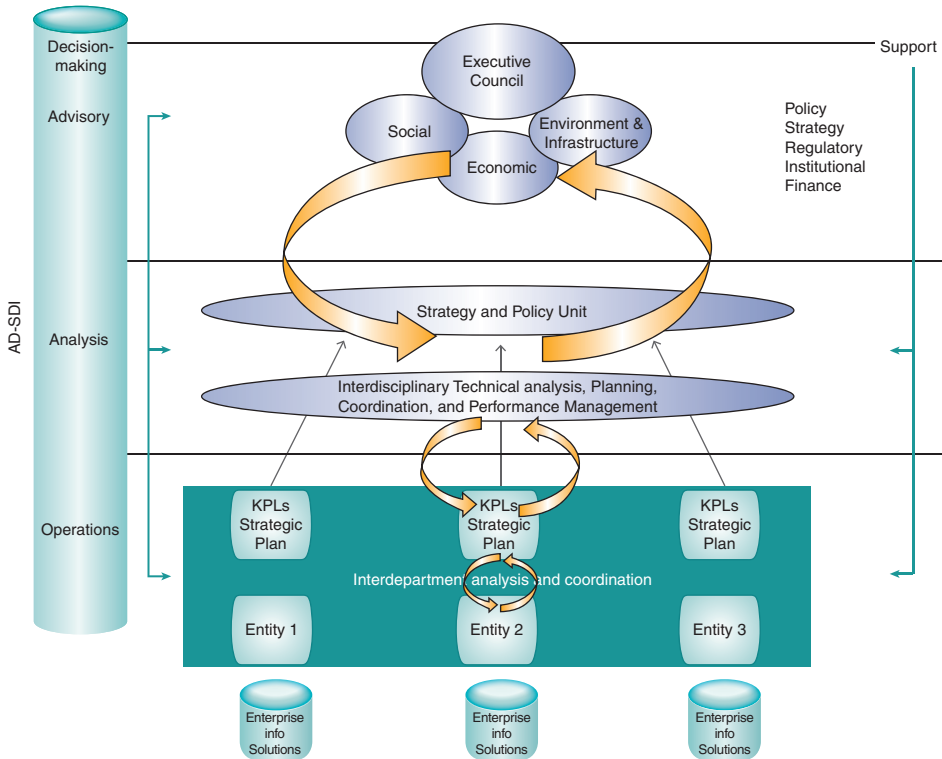 Decision-
making
Support
Executive
Council
Advisory
Policy
Strategy
Regulatory
Institutional
Finance
Social
Environment &
Infrastructure
Economic
AD-SDI
Analysis
Strategy and Policy Unit
Interdisciplinary Technical analysis, Planning,
Coordination, and Performance Management
Operations
KPLs
Strategic
Plan
KPLs
Strategic
Plan
KPLs
Strategic
Plan
Interdepartment analysis and coordination
Entity 1
Entity 2
Entity 3
Enterprise
info
Solutions
Enterprise
info
Solutions
Enterprise
info
Solutions